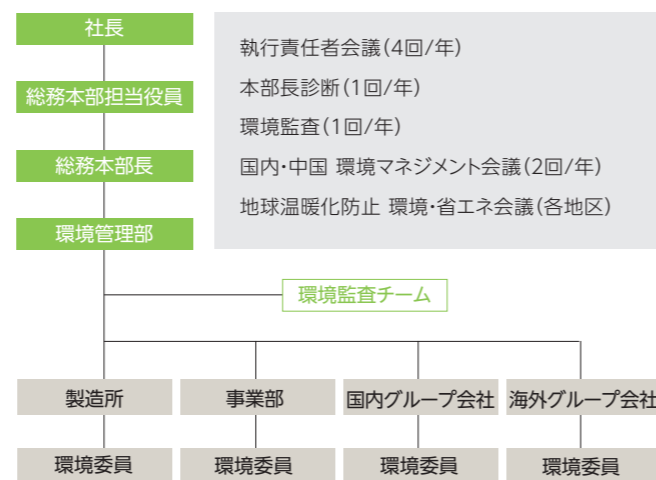 社長
総務本部担当役員
総務本部長
環境管理部
執行責任者会議(4回/年)
本部長診断(1回/年)
環境監査(1回/年)
国内・中国 環境マネジメント会議(2回/年)
地球温暖化防止 環境・省エネ会議(各地区)
環境監査チーム
製造所 事業部 国内グループ会社 海外グループ会社
環境委員 環境委員 環境委員 環境委員